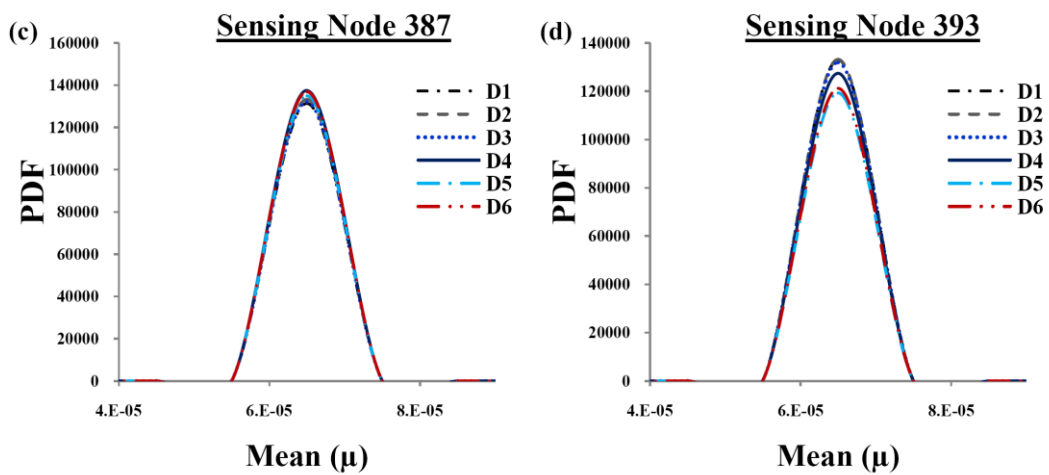 (c) Sensing Node 387
160000
140000
120000
100000
80000
60000
40000
20000
0
PDF
D1
D2
D3
D4
D5
D6
4.E-05 6.E-05 8.E-05
Mean (µ)
(d) Sensing Node 393
140000
120000
100000
80000
60000
40000
20000
0
PDF
D1
D2
D3
D4
D5
D6
4.E-05 6.E-05 8.E-05
Mean (µ)